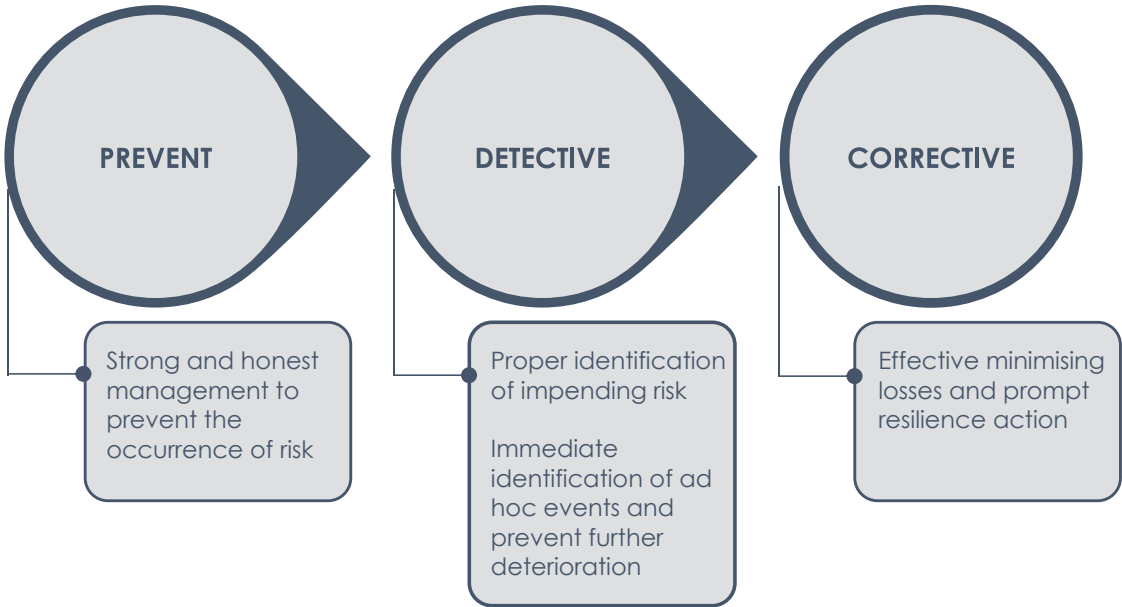 PREVENT
DETECTIVE
CORRECTIVE
Strong and honest
management to
prevent the
occurrence of risk
Proper identification
of impending risk
Immediate
identification of ad
hoc events and
prevent further
deterioration
Effective minimising
losses and prompt
resilience action